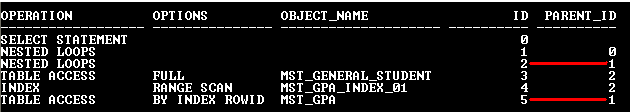 OPERATION OPTIONS OBJECT_NAME ID PARENT_ID
SELECT STATEMENT 0
NESTED LOOPS 1 0
NESTED LOOPS 2 1
TABLE ACCESS FULL MST_GENERAL_STUDENT 3 2
INDEX RANGE SCAN MST_GPA_INDEX_01 4 2
TABLE ACCESS BY INDEX ROWID MST_GPA 5 1